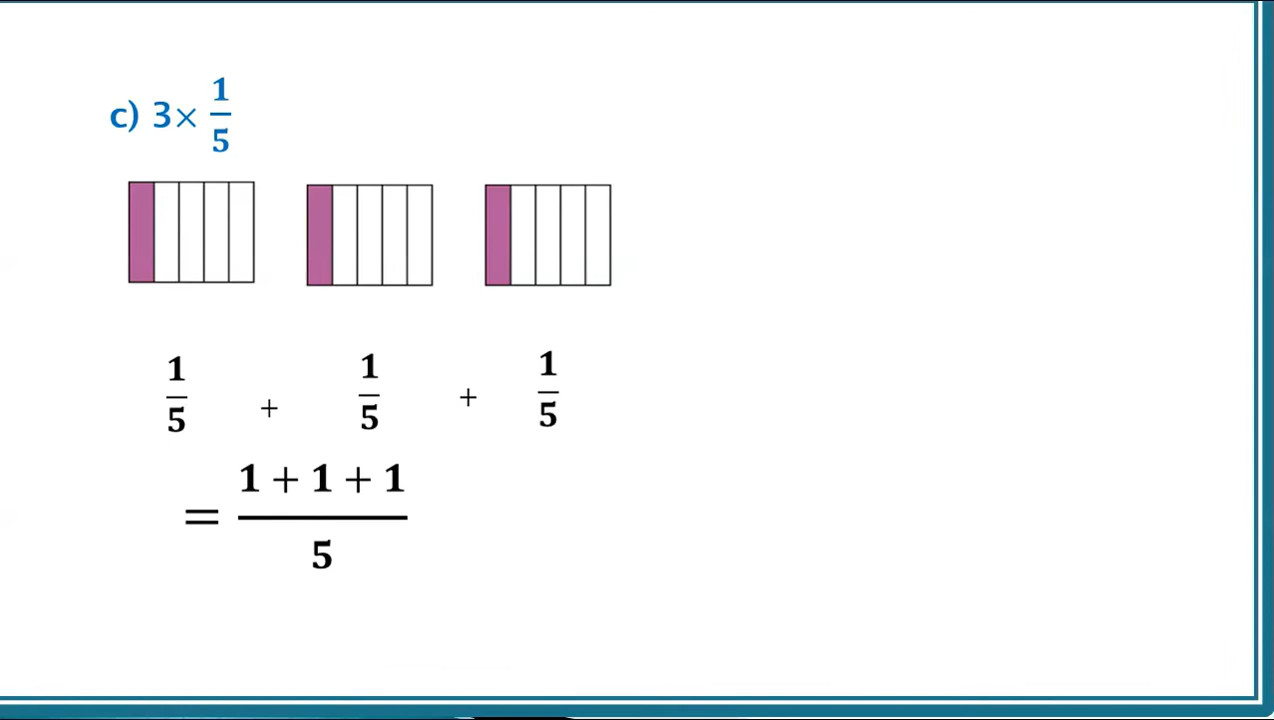 c) 3× 1/5
1/5 + 1/5 + 1/5
= (1 + 1 + 1)/5